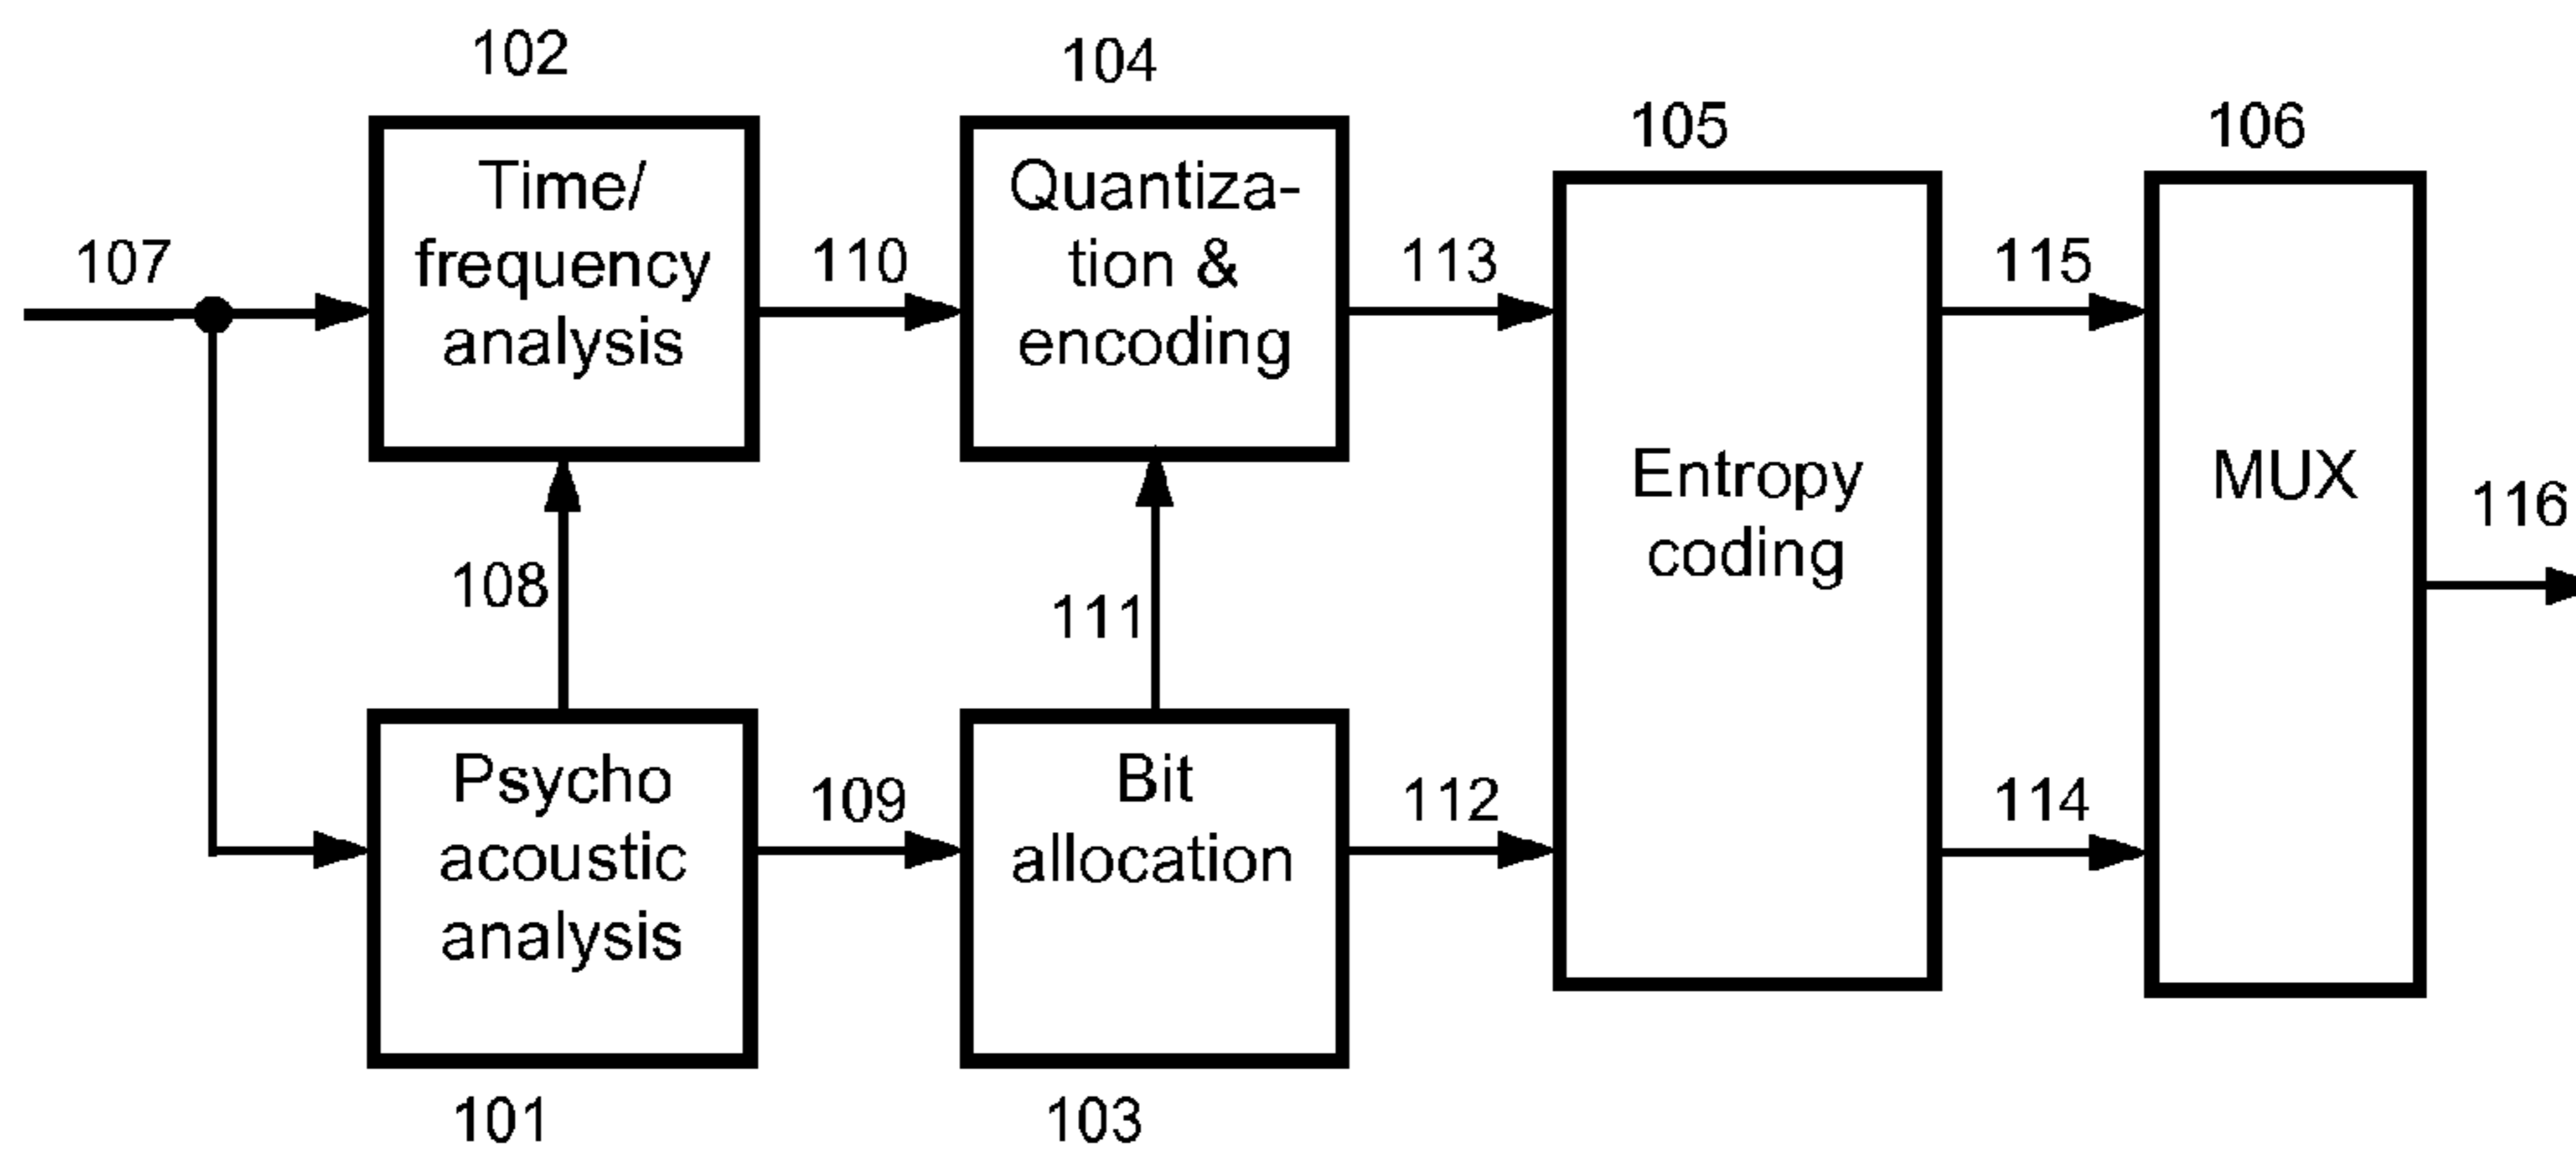 102
104
105
106
Time/
frequency
analysis
Quantiza-
tion &
encoding
107
110
113
115
Entropy
coding
MUX
116
108
111
Psycho
acoustic
analysis
109
Bit
allocation
112
114
101
103